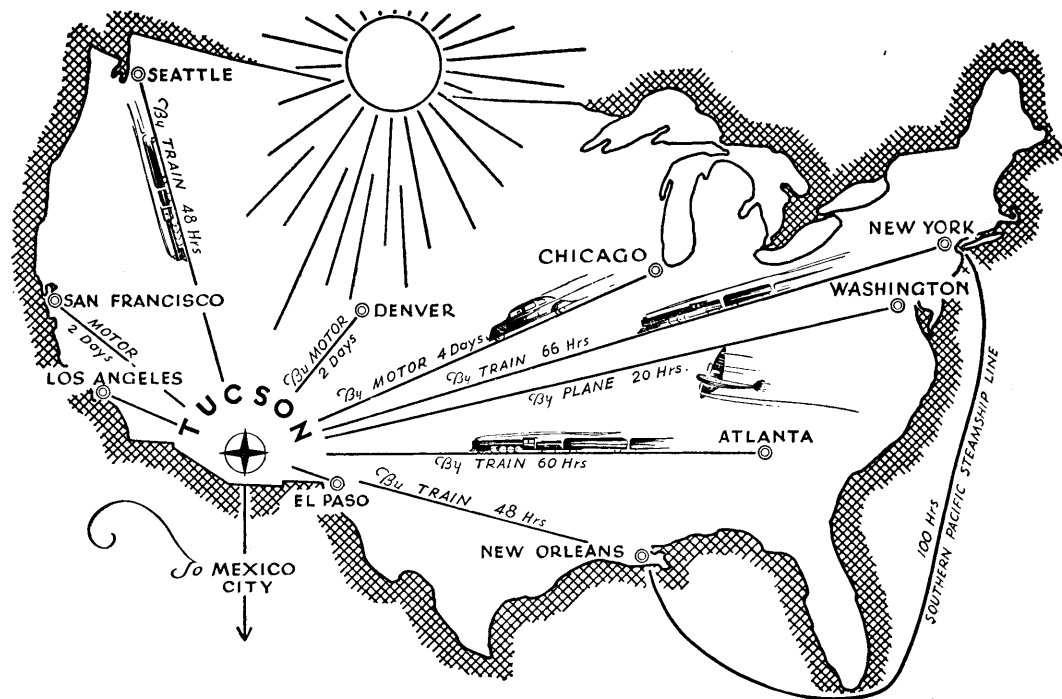 SEATTLE
By TRAIN 48 Hrs
SAN FRANCISCO
MOTOR
2 Days
LOS ANGELES
TUCSON
DENVER
By MOTOR
2 Days
CHICAGO
By MOTOR 4 Days
NEW YORK
By TRAIN 66 Hrs
WASHINGTON
By PLANE 20 Hrs.
ATLANTA
By TRAIN 60 Hrs
EL PASO
By TRAIN 48 Hrs
NEW ORLEANS
100 Hrs
SOUTHERN PACIFIC STEAMSHIP LINE
To MEXICO
CITY